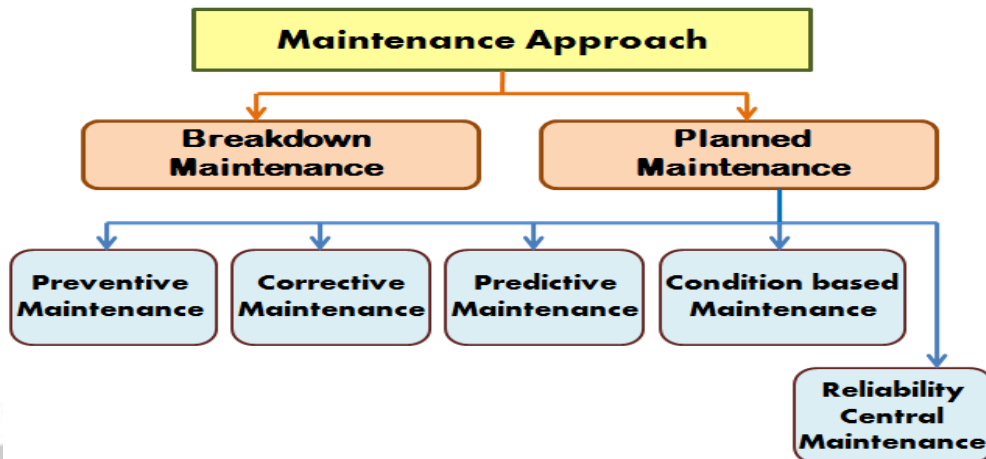 Maintenance Approach
Breakdown
Maintenance
Planned
Maintenance
Preventive
Maintenance
Corrective
Maintenance
Predictive
Maintenance
Condition based
Maintenance
Reliability
Central
Maintenance